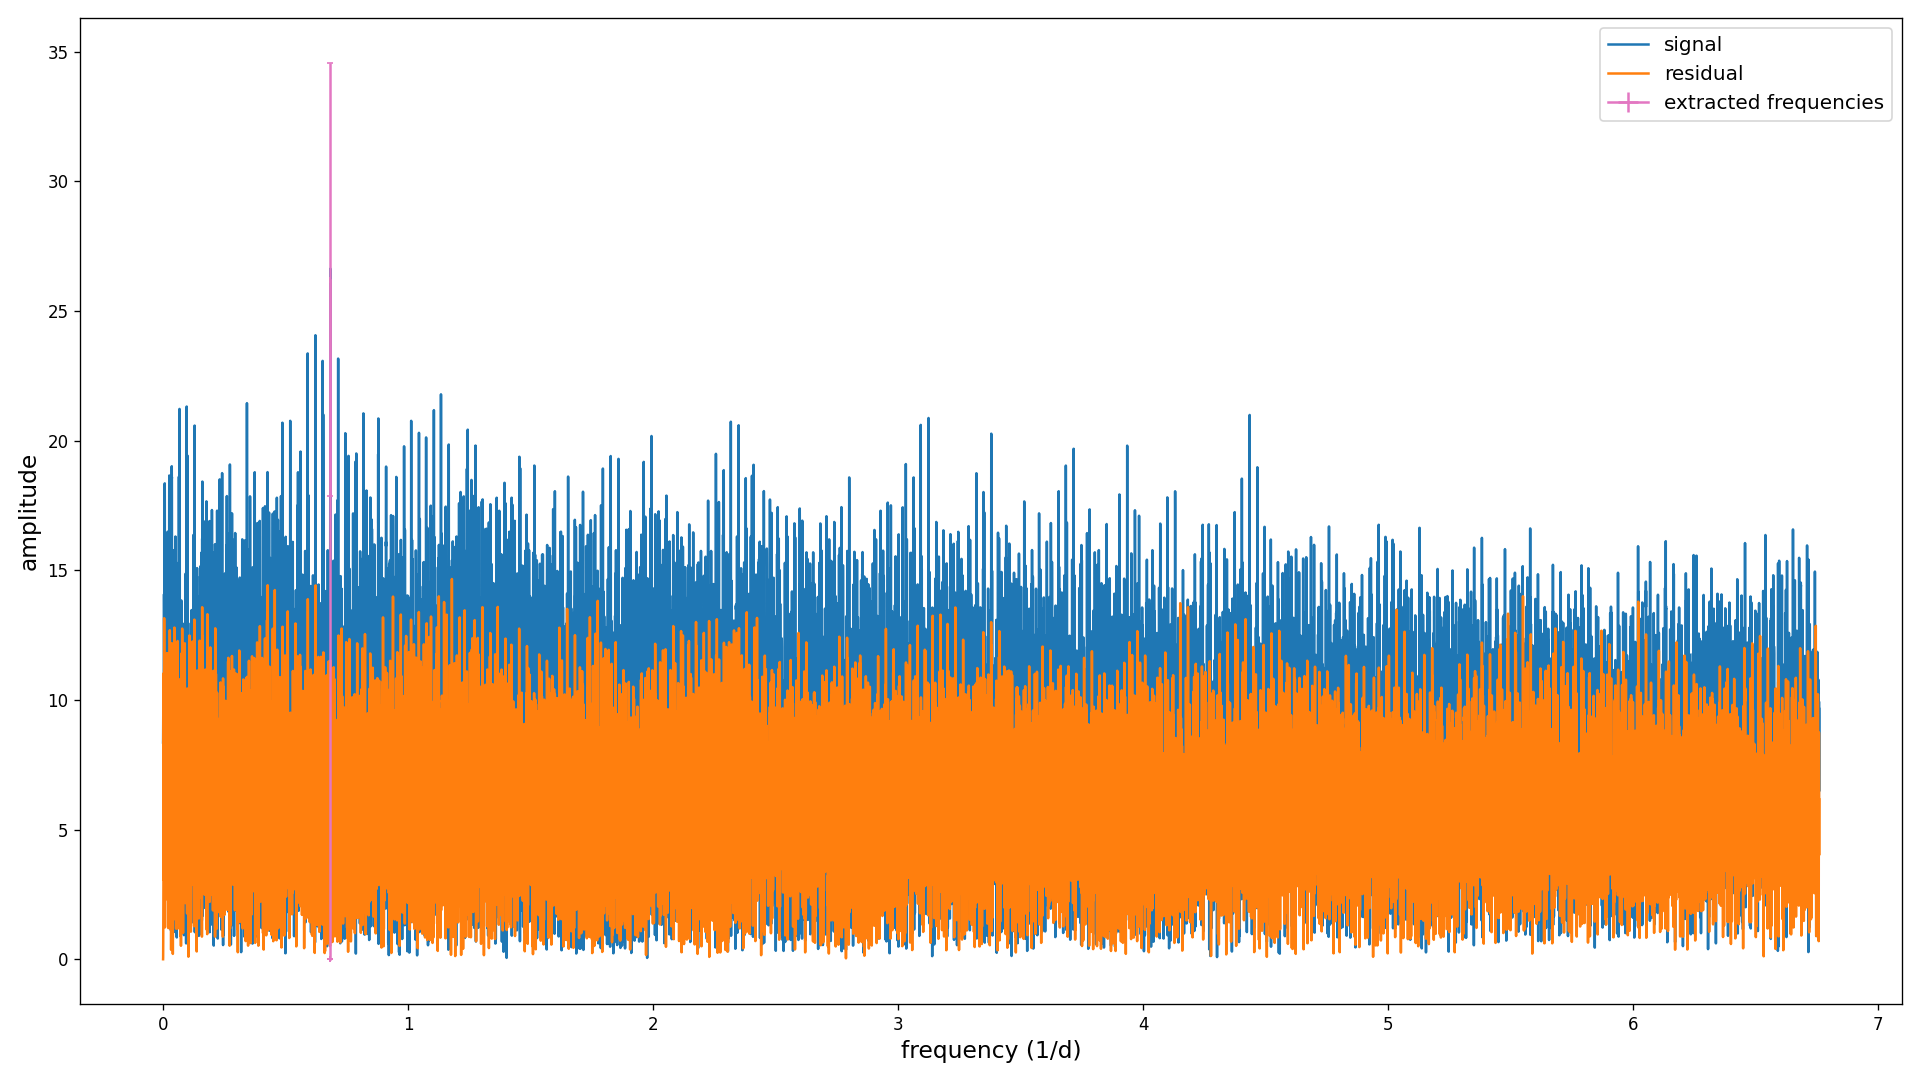 signal
residual
extracted frequencies
35
30
25
20
15
10
5
0
amplitude
0 1 2 3 4 5 6 7
frequency (1/d)